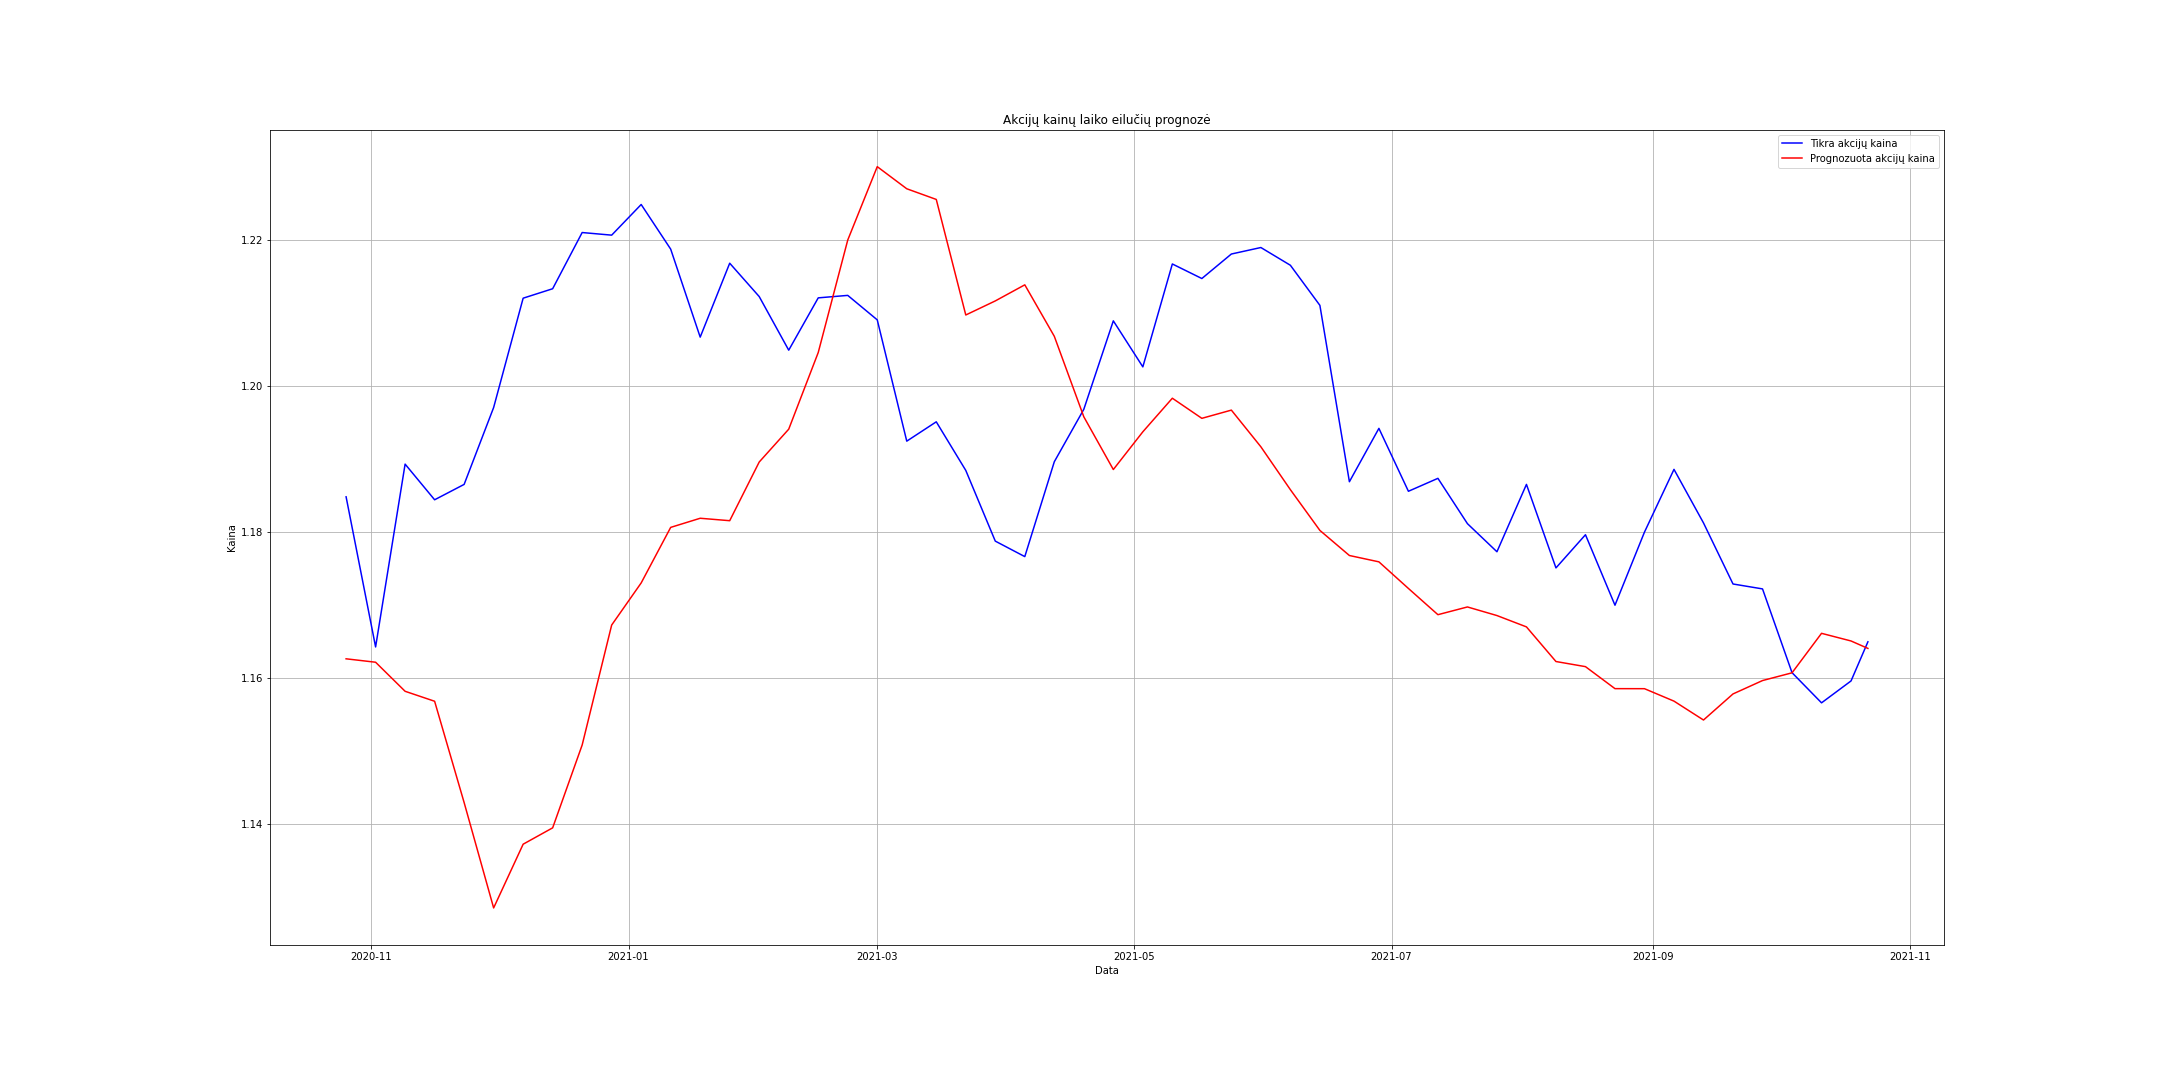 Akcijų kainų laiko eilučių prognozė
Tikra akcijų kaina
Prognozuota akcijų kaina
1.22
1.20
1.18
1.16
1.14
Kaina
2020-11 2021-01 2021-03 2021-05 2021-07 2021-09 2021-11
Data